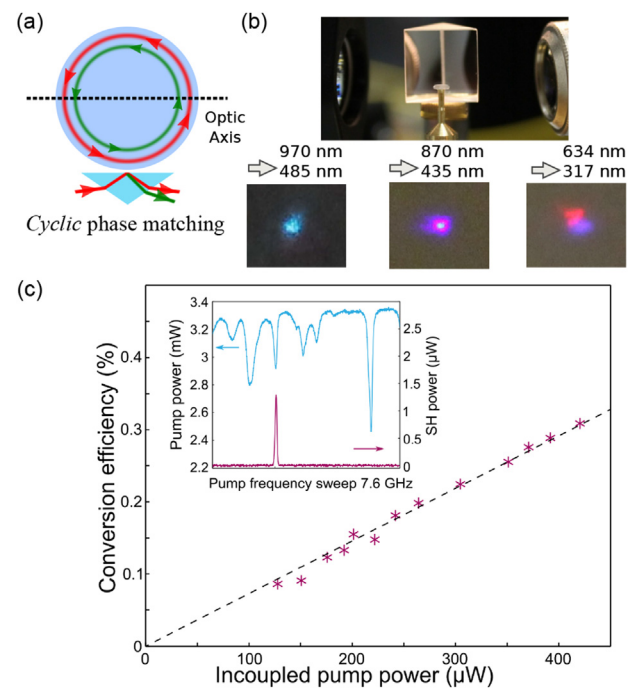 (a)
Optic
Axis
Cyclic phase matching
(b)
970 nm
485 nm
870 nm
435 nm
634 nm
317 nm
(c)
Conversion efficiency (%)
0.4
0.3
0.2
0.1
0
0
100
200
300
400
Incoupled pump power (µW)
Pump power (mW)
3.4
3.2
3.0
2.8
2.6
2.4
2.2
2.5
2
1.5
1
0.5
0
SH power (µW)
Pump frequency sweep 7.6 GHz